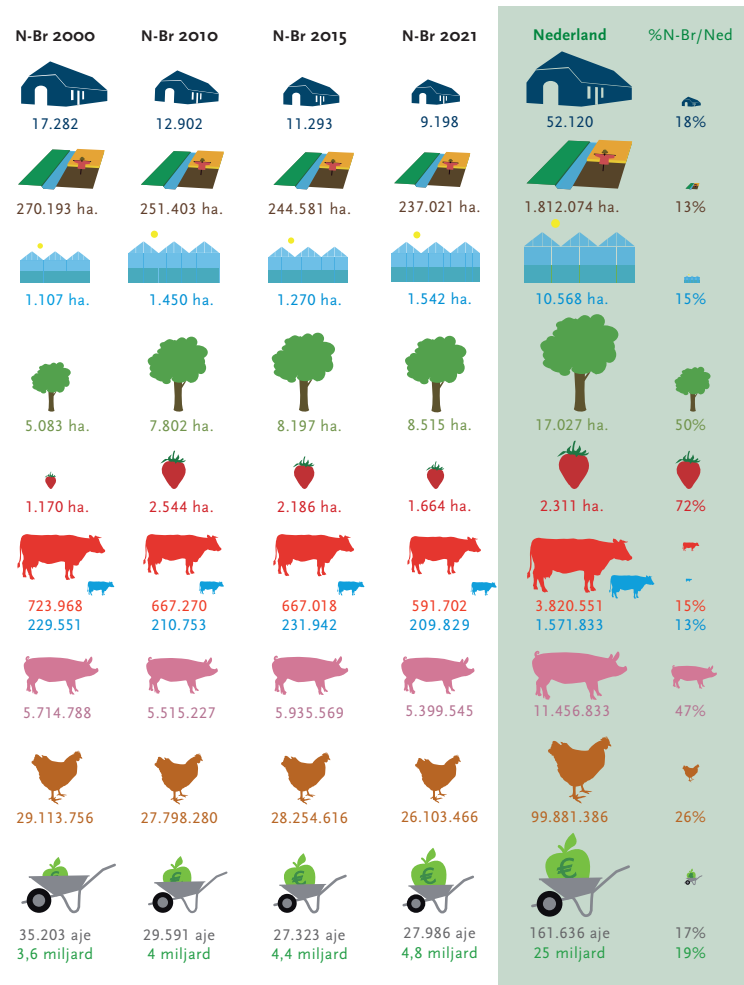 N-Br 2000 N-Br 2010 N-Br 2015 N-Br 2021 Nederland %N-Br/Ned
17.282 12.902 11.293 9.198 52.120 18%
270.193 ha. 251.403 ha. 244.581 ha. 237.021 ha. 1.812.074 ha. 13%
1.107 ha. 1.450 ha. 1.270 ha. 1.542 ha. 10.568 ha. 15%
5.083 ha. 7.802 ha. 8.197 ha. 8.515 ha. 17.027 ha. 50%
1.170 ha. 2.544 ha. 2.186 ha. 1.664 ha. 2.311 ha. 72%
723.968 667.270 667.018 591.702 3.820.551 15%
229.551 210.753 231.942 209.829 1.571.833 13%
5.714.788 5.515.227 5.935.569 5.399.545 11.456.833 47%
29.113.756 27.798.280 28.254.616 26.103.466 99.881.386 26%
€ € € € €
35.203 aje 29.591 aje 27.323 aje 27.986 aje 161.636 aje 17%
3,6 miljard 4 miljard 4,4 miljard 4,8 miljard 25 miljard 19%